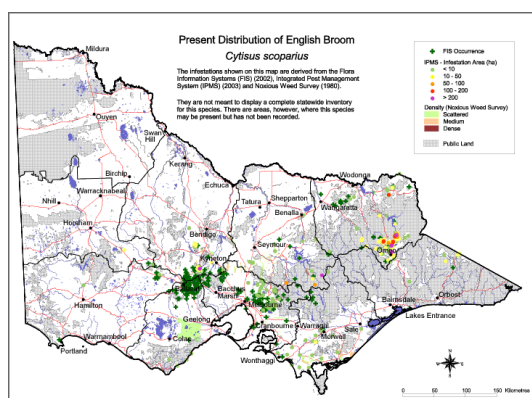 Present Distribution of English Broom
Cytisus scoparius
The infestations shown on this map are derived from the Flora
Information Systems (FIS) (2002), Integrated Pest Management
System (IPMS) (2003) and Noxious Weed Survey (1980).
They are not meant to display a complete statewide inventory
for this species. There are areas, however, where this species
may be present but has not been recorded.
FIS Occurrence
IPMS - Infestation Area (ha)
< 10
10 - 50
50 - 100
100 - 200
> 200
Density (Noxious Weed Survey)
Scattered
Medium
Dense
Public Land
Mildura
Ouyen
Swan
Hill
Kerang
Birchip
Warracknabeal
Nhill
Horsham
Echuca
Tatura
Shepparton
Benalla
Wodonga
Wangaratta
Bendigo
Seymour
Omeo
Kyneton
Bacchus
Marsh
Hamilton
Geelong
Cranbourne
Warragul
Morwell
Sale
Bairnsdale
Orbost
Lakes Entrance
Warrnambool
Portland
Colac
Wonthaggi
0 50 100 150 Kilometres